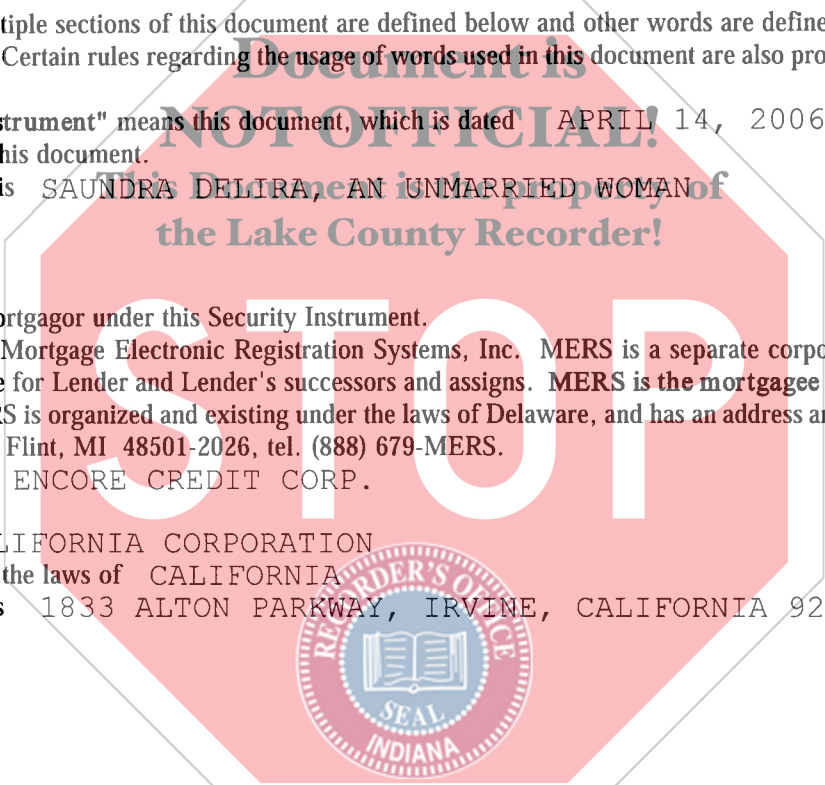 tiple sections of this document are defined below and other words are define
Certain rules regarding the usage of words used in this document are also pro
Document is
strument" means this document, which is dated APRIL 14, 2006
NOT OFFICIAL!
his document.
is SAUNDRA DELIRA, AN UNMARRIED WOMAN
This Document is the property of
the Lake County Recorder!
ortgagor under this Security Instrument.
Mortgage Electronic Registration Systems, Inc. MERS is a separate corpo
e for Lender and Lender's successors and assigns. MERS is the mortgagee
RS is organized and existing under the laws of Delaware, and has an address an
Flint, MI 48501-2026, tel. (888) 679-MERS.
STOP
ENCORE CREDIT CORP.
LIFORNIA CORPORATION
the laws of CALIFORNIA
s 1833 ALTON PARKWAY, IRVINE, CALIFORNIA 92
RECORDER'S OFFICE
SEAL
INDIANA